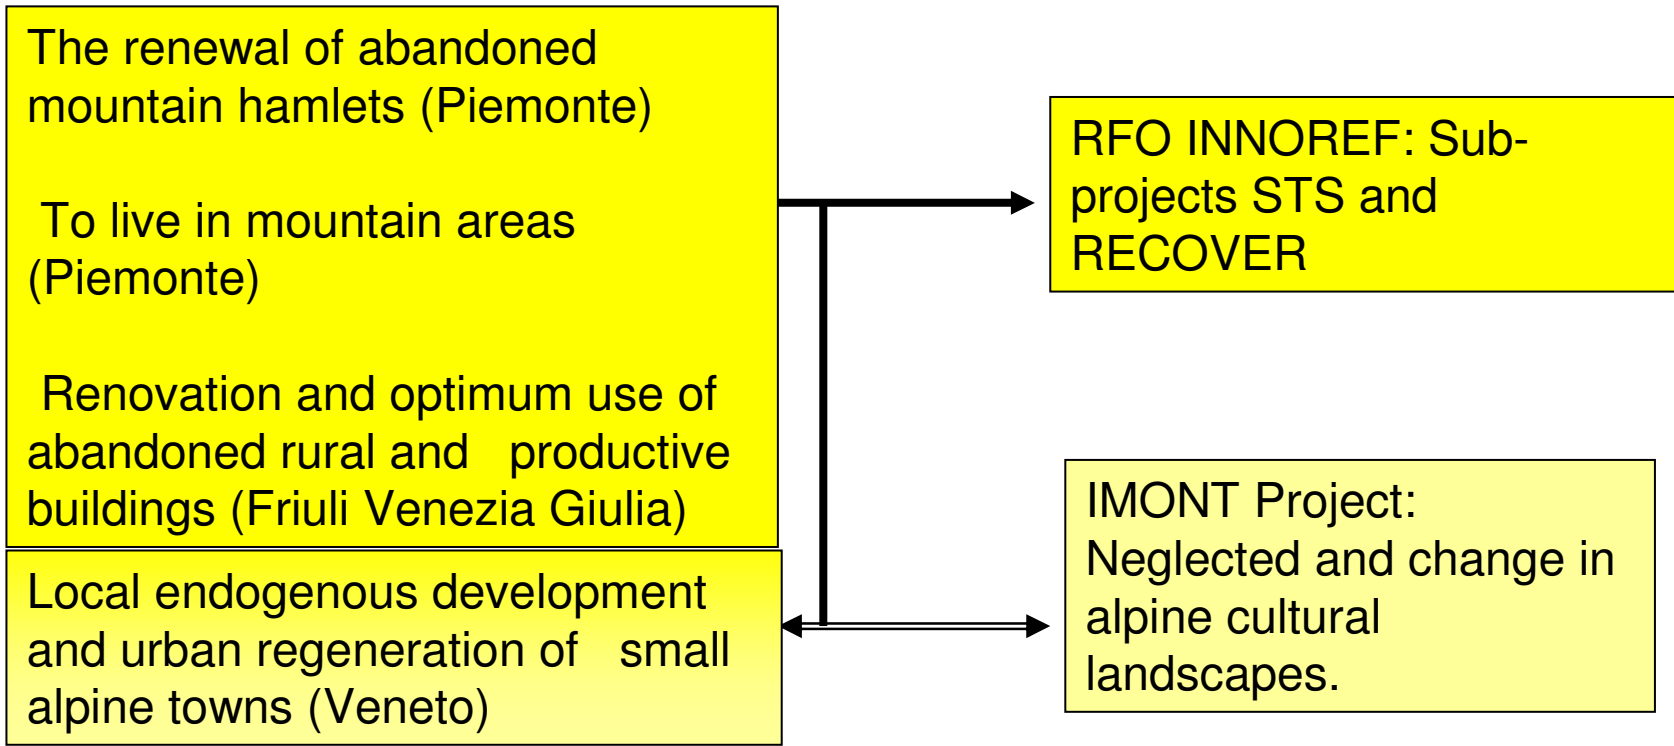 The renewal of abandoned
mountain hamlets (Piemonte)
To live in mountain areas
(Piemonte)
Renovation and optimum use of
abandoned rural and productive
buildings (Friuli Venezia Giulia)
Local endogenous development
and urban regeneration of small
alpine towns (Veneto)
RFO INNOREF: Sub-
projects STS and
RECOVER
IMONT Project:
Neglected and change in
alpine cultural
landscapes.